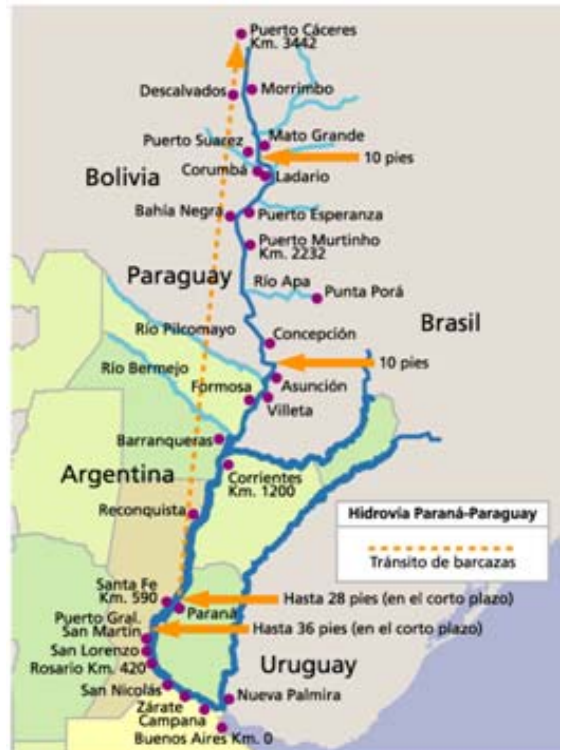 Puerto Cáceres
Km. 3442
Descalvados
Morrimbo
Puerto Suarez
Mato Grande
10 pies
Corumbá
Ladario
Bolivia
Bahía Negra
Puerto Esperanza
Puerto Murtinho
Km. 2232
Paraguay
Río Apa
Punta Porá
Río Pilcomayo
Concepción
Brasil
10 pies
Río Bermejo
Asunción
Formosa
Villeta
Barranqueras
Argentina
Corrientes
Km. 1200
Reconquista
Hidrovía Paraná-Paraguay
Tránsito de barcazas
Santa Fe
Km. 590
Paraná
Hasta 28 pies (en el corto plazo)
Puerto Gral.
San Martín
Hasta 36 pies (en el corto plazo)
San Lorenzo
Rosario Km. 420
Uruguay
San Nicolás
Nueva Palmira
Zárate
Campana
Buenos Aires Km. 0